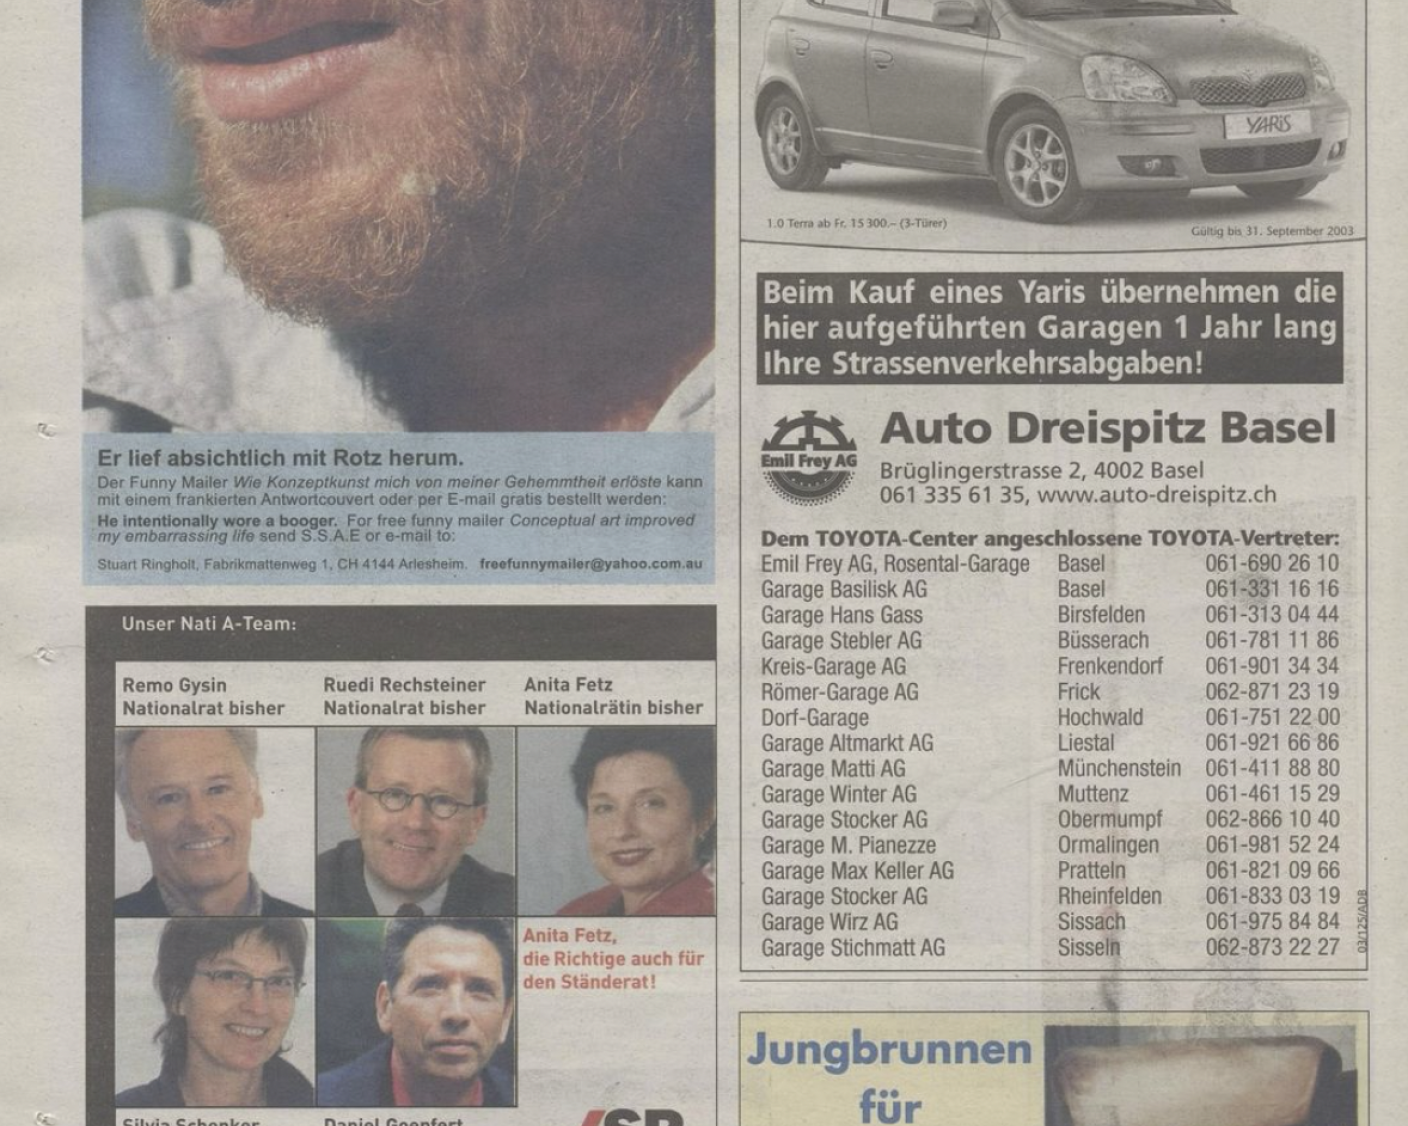 Er lief absichtlich mit Rotz herum.
Der Funny Mailer Wie Konzeptkunst mich von meiner Gehemmtheit erlöste kann
mit einem frankierten Antwortcouvert oder per E-mail gratis bestellt werden:
He intentionally wore a booger. For free funny mailer Conceptual art improved
my embarrassing life send S.S.A.E or e-mail to:
Stuart Ringholt, Fabrikmattenweg 1, CH 4144 Arlesheim. freefunnymailer@yahoo.com.au
Unser Nati A-Team:
Remo Gysin
Nationalrat bisher
Ruedi Rechsteiner
Nationalrat bisher
Anita Fetz
Nationalrätin bisher
Anita Fetz,
die Richtige auch für
den Ständerat!
Silvia Schenker
Daniel Goepfert
SP
YARiS
1.0 Terra ab Fr. 15 300.– (3-Türer)
Gültig bis 31. September 2003
Beim Kauf eines Yaris übernehmen die
hier aufgeführten Garagen 1 Jahr lang
Ihre Strassenverkehrsabgaben!
Emil Frey AG
Auto Dreispitz Basel
Brüglingerstrasse 2, 4002 Basel
061 335 61 35, www.auto-dreispitz.ch
Dem TOYOTA-Center angeschlossene TOYOTA-Vertreter:
Emil Frey AG, Rosental-Garage Basel 061-690 26 10
Garage Basilisk AG Basel 061-331 16 16
Garage Hans Gass Birsfelden 061-313 04 44
Garage Stebler AG Büsserach 061-781 11 86
Kreis-Garage AG Frenkendorf 061-901 34 34
Römer-Garage AG Frick 062-871 23 19
Dorf-Garage Hochwald 061-751 22 00
Garage Altmarkt AG Liestal 061-921 66 86
Garage Matti AG Münchenstein 061-411 88 80
Garage Winter AG Muttenz 061-461 15 29
Garage Stocker AG Obermumpf 062-866 10 40
Garage M. Pianezze Ormalingen 061-981 52 24
Garage Max Keller AG Pratteln 061-821 09 66
Garage Stocker AG Rheinfelden 061-833 03 19
Garage Wirz AG Sissach 061-975 84 84
Garage Stichmatt AG Sisseln 062-873 22 27
03/125/ADB
Jungbrunnen
für